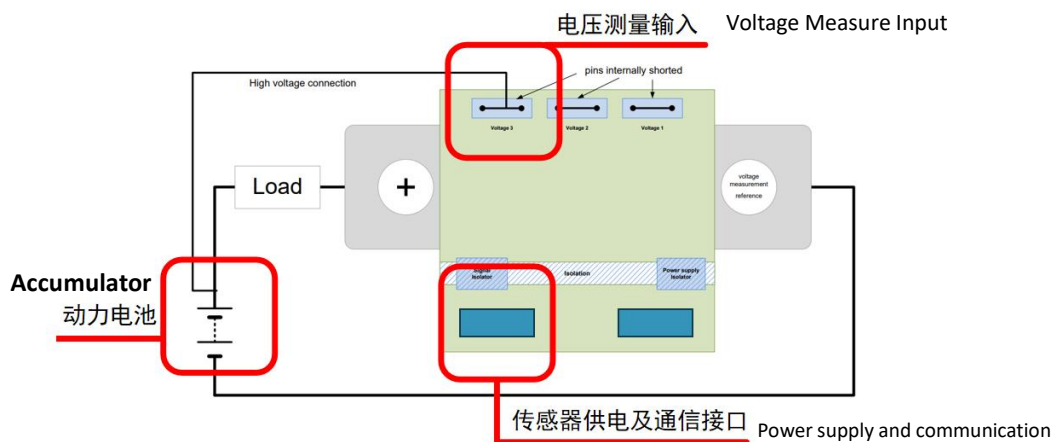 电压测量输入 Voltage Measure Input
pins internally shorted
High voltage connection
Voltage 3 Voltage 2 Voltage 1
Load
+
voltage
measurement
reference
Accumulator
动力电池
Signal
Isolator
Isolation
Power supply
Isolator
传感器供电及通信接口 Power supply and communication